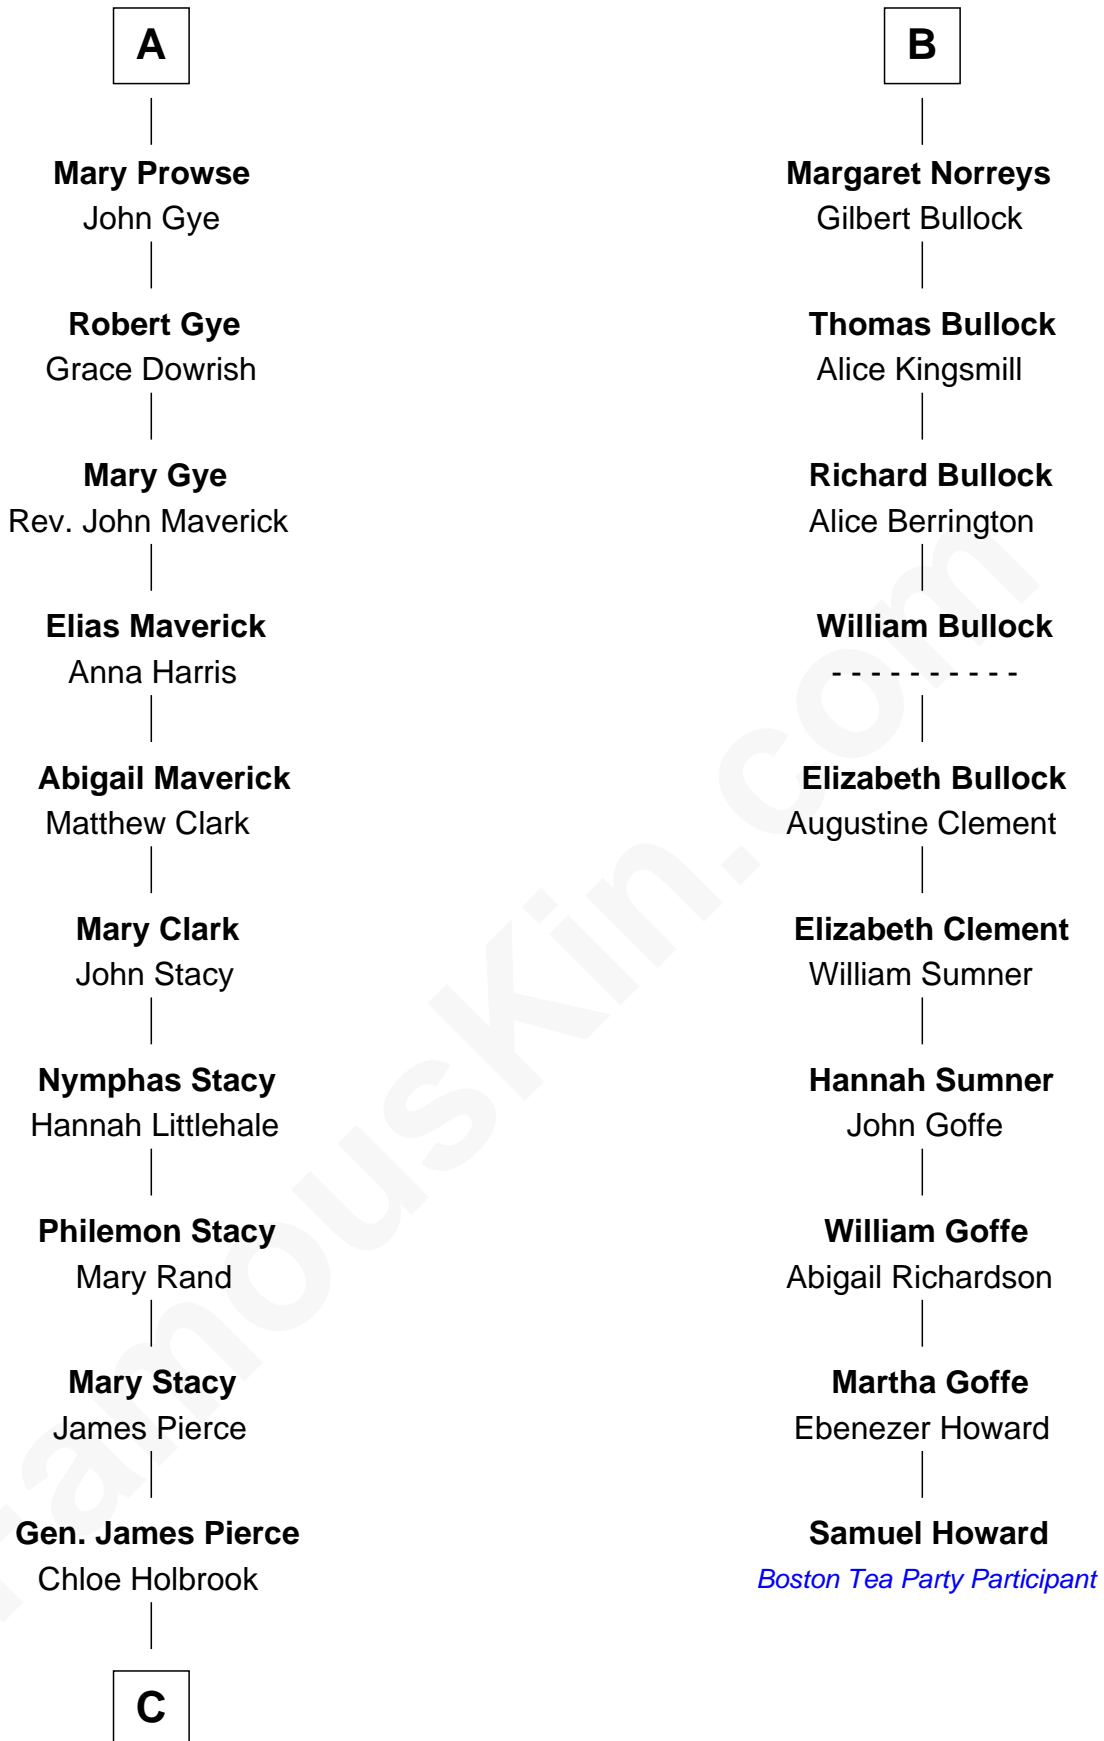 A
Mary Prowse
John Gye
Robert Gye
Grace Dowrish
Mary Gye
Rev. John Maverick
Elias Maverick
Anna Harris
Abigail Maverick
Matthew Clark
Mary Clark
John Stacy
Nymphas Stacy
Hannah Littlehale
Philemon Stacy
Mary Rand
Mary Stacy
James Pierce
Gen. James Pierce
Chloe Holbrook
C
B
Margaret Norreys
Gilbert Bullock
Thomas Bullock
Alice Kingsmill
Richard Bullock
Alice Berrington
William Bullock
- - - - - - - - - -
Elizabeth Bullock
Augustine Clement
Elizabeth Clement
William Sumner
Hannah Sumner
John Goffe
William Goffe
Abigail Richardson
Martha Goffe
Ebenezer Howard
Samuel Howard
Boston Tea Party Participant
FamousKin.com